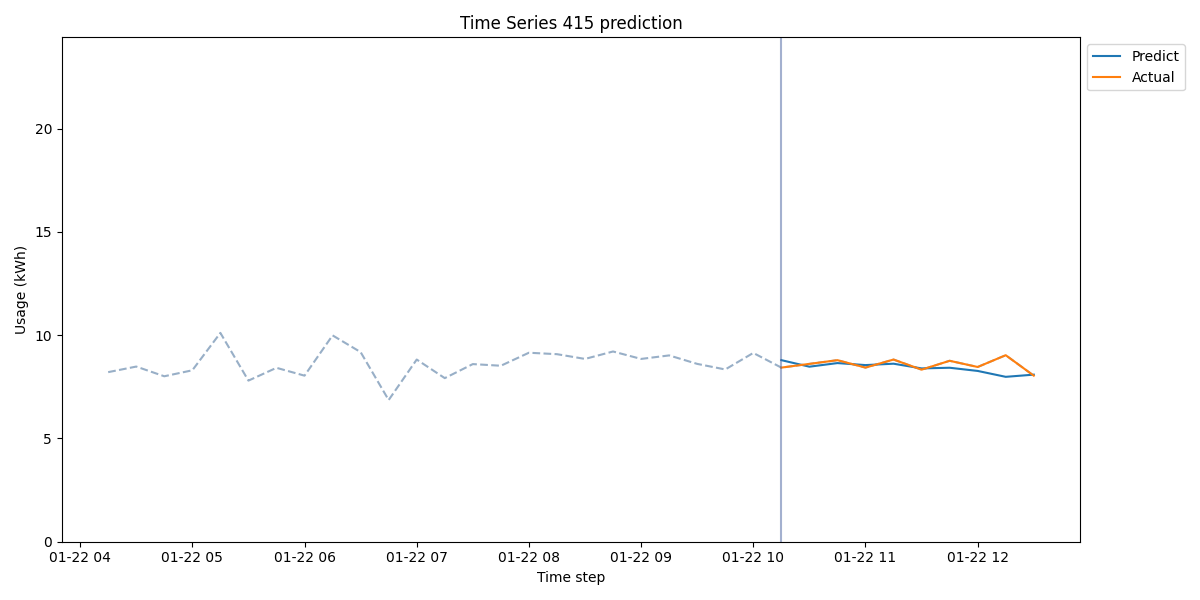 Time Series 415 prediction
Predict
Actual
Usage (kWh)
20
15
10
5
0
01-22 04 01-22 05 01-22 06 01-22 07 01-22 08 01-22 09 01-22 10 01-22 11 01-22 12
Time step